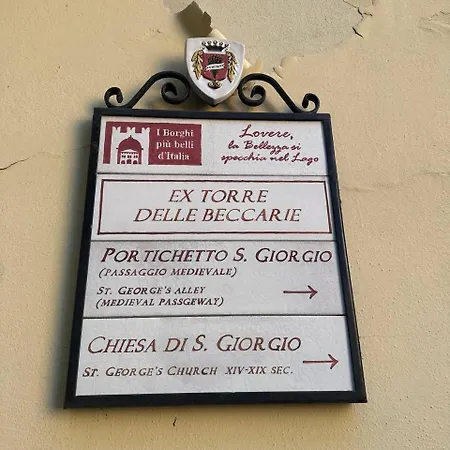 I Borghi
più belli
d'Italia
Lovere,
la Bellezza si
specchia nel Lago
EX TORRE
DELLE BECCARIE
PORTICHETTO S. GIORGIO
(PASSAGGIO MEDIEVALE)
ST. GEORGE'S ALLEY
(MEDIEVAL PASSGEWAY)
CHIESA DI S. GIORGIO
ST. GEORGE'S CHURCH XIV-XIX SEC.